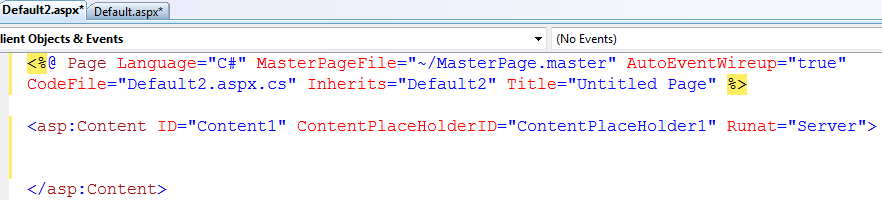 Default2.aspx* Default.aspx*
lient Objects & Events (No Events)
<%@ Page Language="C#" MasterPageFile="~/MasterPage.master" AutoEventWireup="true"
CodeFile="Default2.aspx.cs" Inherits="Default2" Title="Untitled Page" %>
<asp:Content ID="Content1" ContentPlaceHolderID="ContentPlaceHolder1" Runat="Server">
</asp:Content>